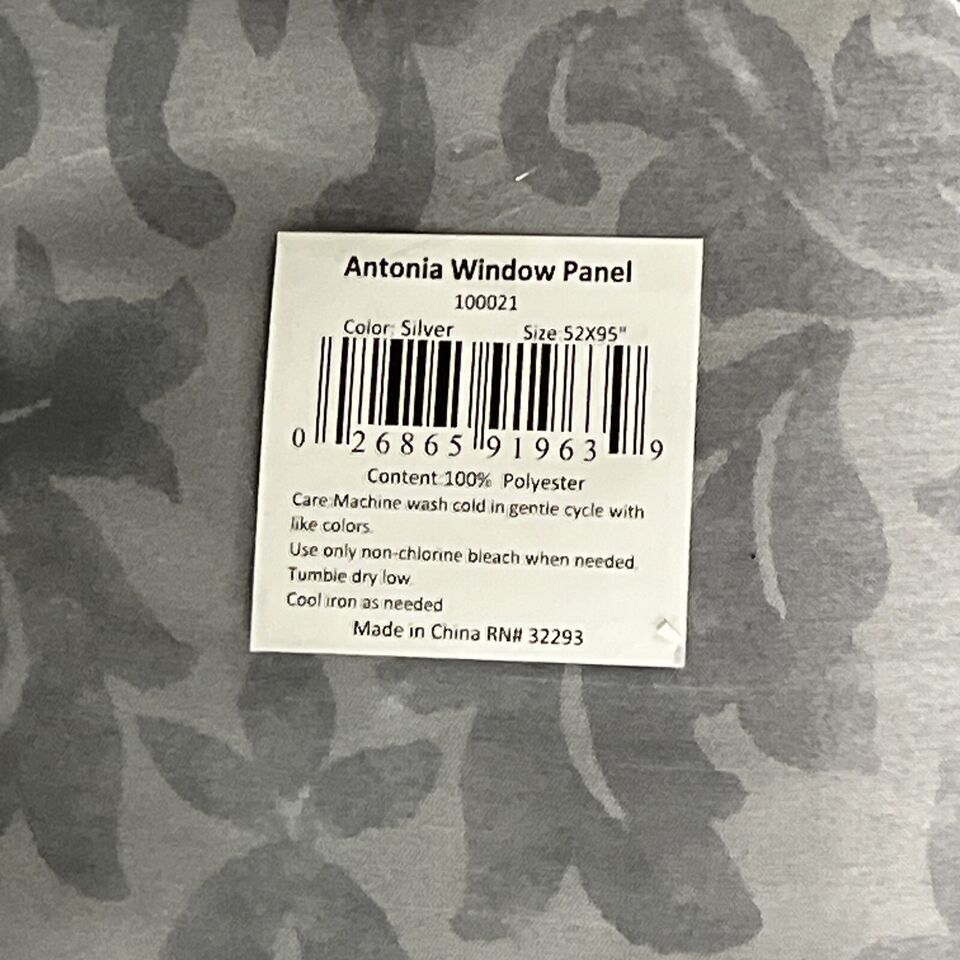 Antonia Window Panel
100021
Color: Silver Size:52X95"
0 26865 91963 9
Content:100% Polyester
Care:Machine wash cold in gentle cycle with
like colors.
Use only non-chlorine bleach when needed.
Tumble dry low.
Cool iron as needed
Made in China RN# 32293